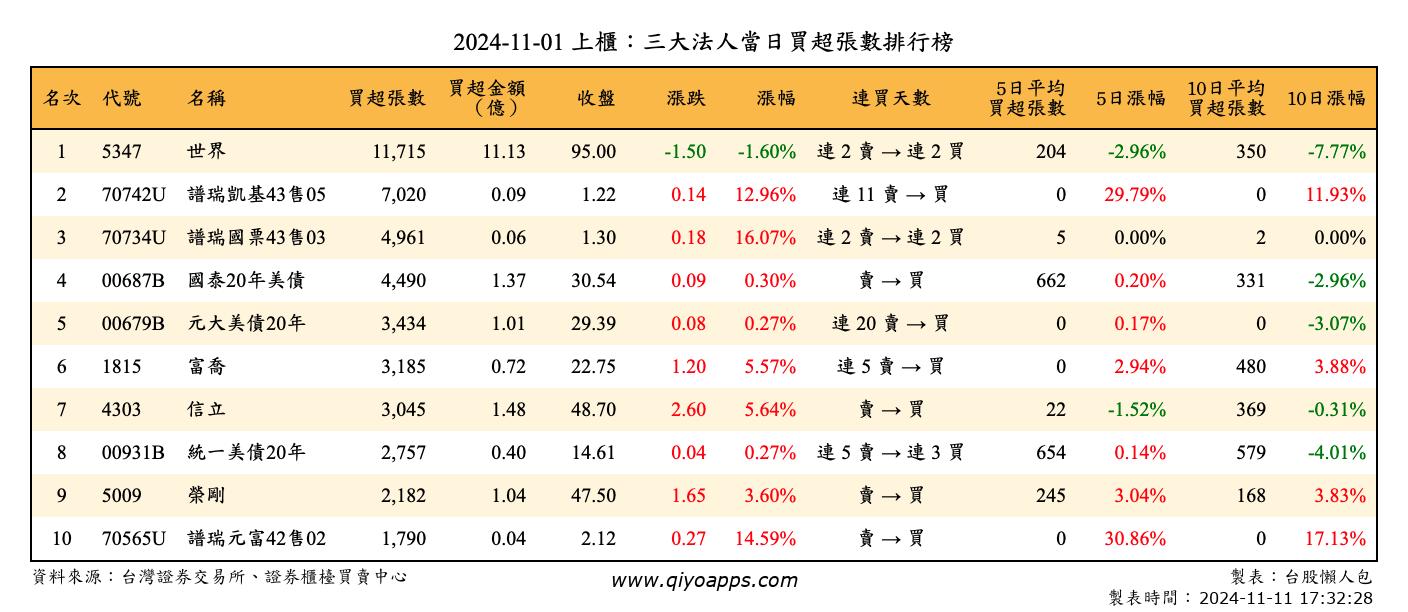 2024-11-01 上櫃：三大法人當日買超張數排行榜
名次 代號 名稱 買超張數 買超金額（億） 收盤 漲跌 漲幅 連買天數 5日平均買超張數 5日漲幅 10日平均買超張數 10日漲幅
1 5347 世界 11,715 11.13 95.00 -1.50 -1.60% 連 2 賣 → 連 2 買 204 -2.96% 350 -7.77%
2 70742U 譜瑞凱基43售05 7,020 0.09 1.22 0.14 12.96% 連 11 賣 → 買 0 29.79% 0 11.93%
3 70734U 譜瑞國票43售03 4,961 0.06 1.30 0.18 16.07% 連 2 賣 → 連 2 買 5 0.00% 2 0.00%
4 00687B 國泰20年美債 4,490 1.37 30.54 0.09 0.30% 賣 → 買 662 0.20% 331 -2.96%
5 00679B 元大美債20年 3,434 1.01 29.39 0.08 0.27% 連 20 賣 → 買 0 0.17% 0 -3.07%
6 1815 富喬 3,185 0.72 22.75 1.20 5.57% 連 5 賣 → 買 0 2.94% 480 3.88%
7 4303 信立 3,045 1.48 48.70 2.60 5.64% 賣 → 買 22 -1.52% 369 -0.31%
8 00931B 統一美債20年 2,757 0.40 14.61 0.04 0.27% 連 5 賣 → 連 3 買 654 0.14% 579 -4.01%
9 5009 榮剛 2,182 1.04 47.50 1.65 3.60% 賣 → 買 245 3.04% 168 3.83%
10 70565U 譜瑞元富42售02 1,790 0.04 2.12 0.27 14.59% 賣 → 買 0 30.86% 0 17.13%
資料來源：台灣證券交易所、證券櫃檯買賣中心 www.qiyoapps.com 製表：台股懶人包
製表時間：2024-11-11 17:32:28